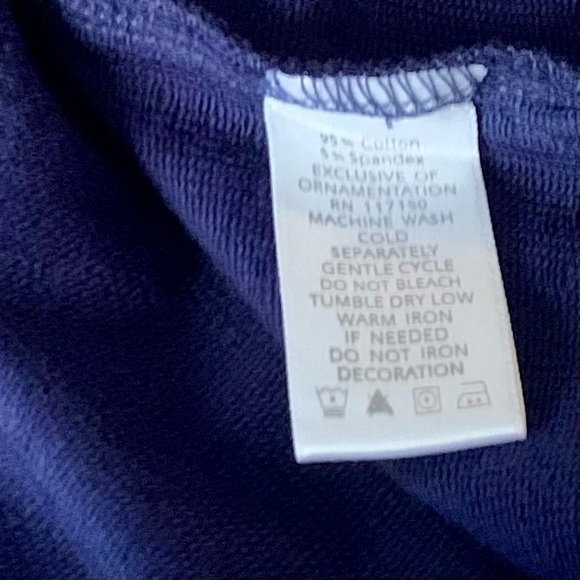 95% Cotton
5% Spandex
EXCLUSIVE OF
ORNAMENTATION
RN 117150
MACHINE WASH
COLD
SEPARATELY
GENTLE CYCLE
DO NOT BLEACH
TUMBLE DRY LOW
WARM IRON
IF NEEDED
DO NOT IRON
DECORATION